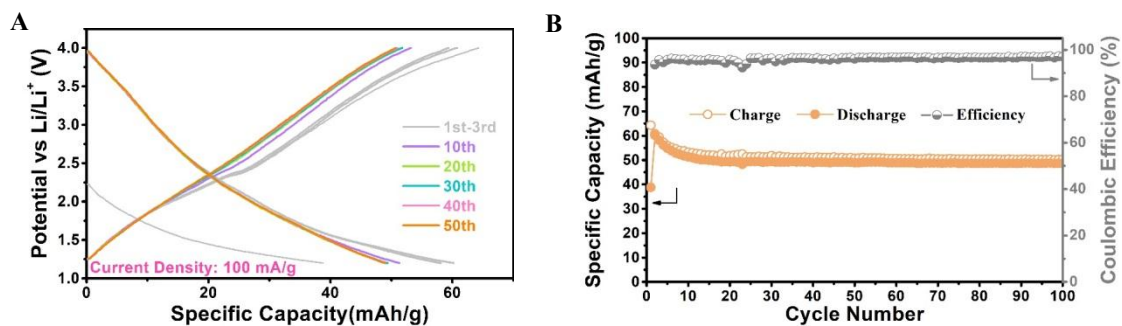 A
Potential vs Li/Li⁺ (V)
4.0
3.5
3.0
2.5
2.0
1.5
1.0
1st-3rd
10th
20th
30th
40th
50th
Current Density: 100 mA/g
0 20 40 60
Specific Capacity(mAh/g)
B
Specific Capacity (mAh/g)
100
90
80
70
60
50
40
30
20
10
0
Charge Discharge Efficiency
0 10 20 30 40 50 60 70 80 90 100
Cycle Number
100
80
60
40
20
0
Coulombic Efficiency (%)